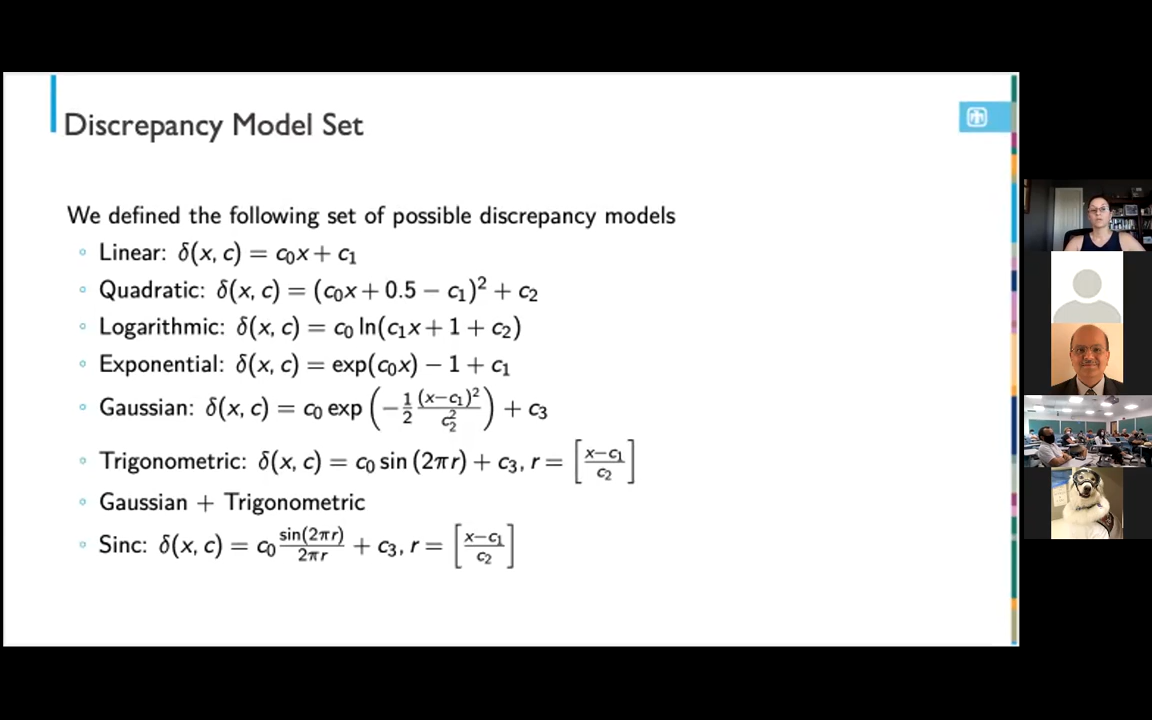 Discrepancy Model Set
We defined the following set of possible discrepancy models
◦ Linear: δ(x, c) = c₀x + c₁
◦ Quadratic: δ(x, c) = (c₀x + 0.5 − c₁)² + c₂
◦ Logarithmic: δ(x, c) = c₀ ln(c₁x + 1 + c₂)
◦ Exponential: δ(x, c) = exp(c₀x) − 1 + c₁
◦ Gaussian: δ(x, c) = c₀ exp (−½ (x−c₁)²/c₂²) + c₃
◦ Trigonometric: δ(x, c) = c₀ sin (2πr) + c₃, r = [x−c₁/c₂]
◦ Gaussian + Trigonometric
◦ Sinc: δ(x, c) = c₀ sin(2πr)/2πr + c₃, r = [x−c₁/c₂]